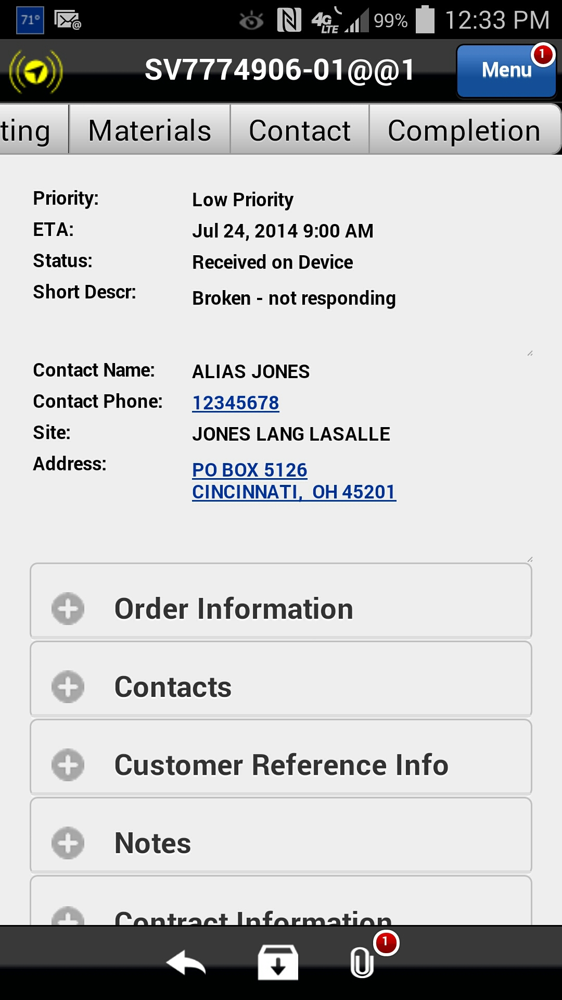 71° 4G LTE 99% 12:33 PM
SV7774906-01@@1 Menu 1
ting Materials Contact Completion
Priority: Low Priority
ETA: Jul 24, 2014 9:00 AM
Status: Received on Device
Short Descr: Broken - not responding
Contact Name: ALIAS JONES
Contact Phone: 12345678
Site: JONES LANG LASALLE
Address: PO BOX 5126
CINCINNATI,  OH 45201
Order Information
Contacts
Customer Reference Info
Notes
Contract Information
1